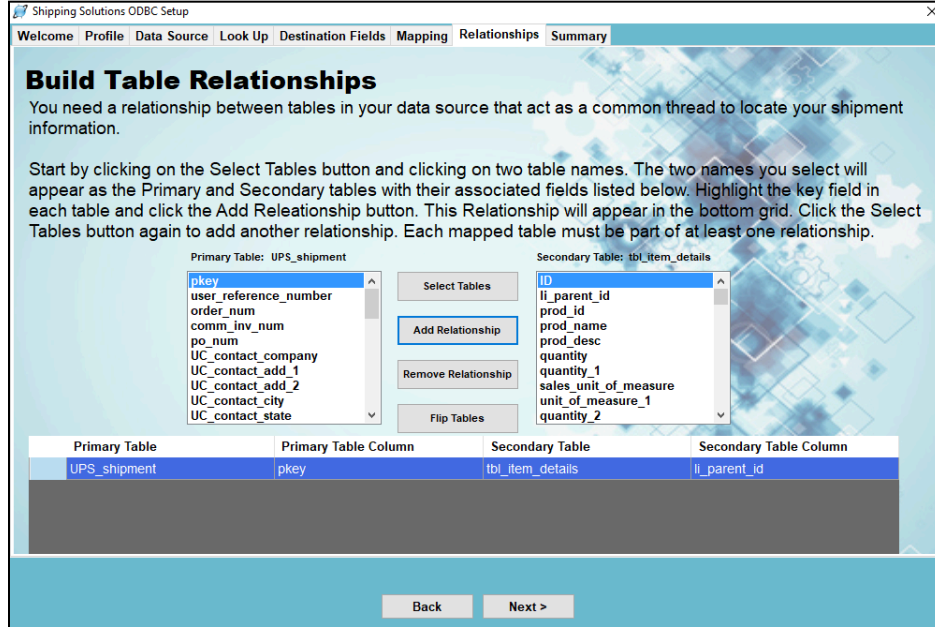 Shipping Solutions ODBC Setup
Welcome Profile Data Source Look Up Destination Fields Mapping Relationships Summary
Build Table Relationships
You need a relationship between tables in your data source that act as a common thread to locate your shipment
information.
Start by clicking on the Select Tables button and clicking on two table names. The two names you select will
appear as the Primary and Secondary tables with their associated fields listed below. Highlight the key field in
each table and click the Add Releationship button. This Relationship will appear in the bottom grid. Click the Select
Tables button again to add another relationship. Each mapped table must be part of at least one relationship.
Primary Table: UPS_shipment
pkey
user_reference_number
order_num
comm_inv_num
po_num
UC_contact_company
UC_contact_add_1
UC_contact_add_2
UC_contact_city
UC_contact_state
Select Tables
Add Relationship
Remove Relationship
Flip Tables
Secondary Table: tbl_item_details
ID
li_parent_id
prod_id
prod_name
prod_desc
quantity
quantity_1
sales_unit_of_measure
unit_of_measure_1
quantity_2
Primary Table Primary Table Column Secondary Table Secondary Table Column
UPS_shipment pkey tbl_item_details li_parent_id
Back Next >